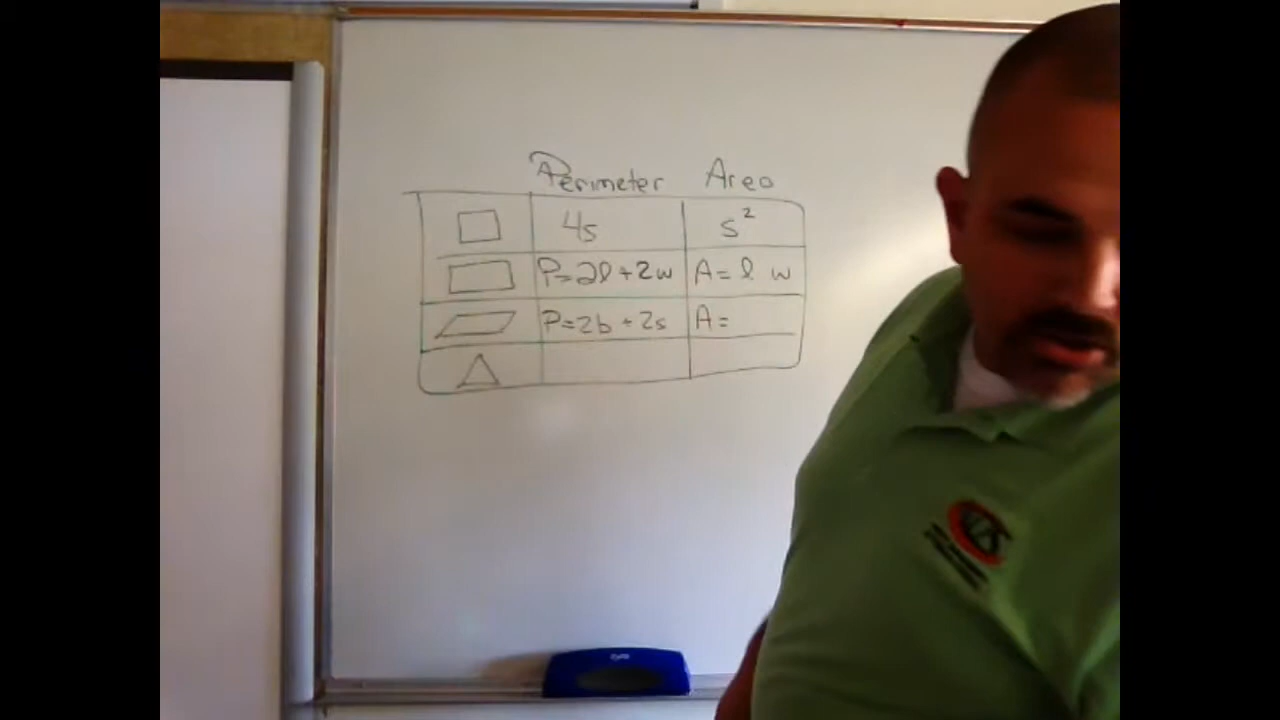 Perimeter Area
4s s²
P=2l+2w A= l w
P=2b+2s A=